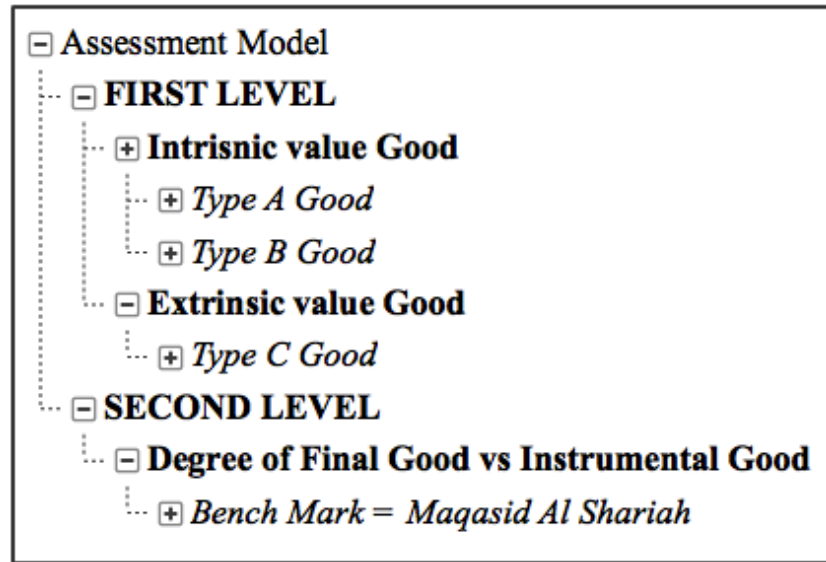 Assessment Model
FIRST LEVEL
Intrisnic value Good
Type A Good
Type B Good
Extrinsic value Good
Type C Good
SECOND LEVEL
Degree of Final Good vs Instrumental Good
Bench Mark = Maqasid Al Shariah